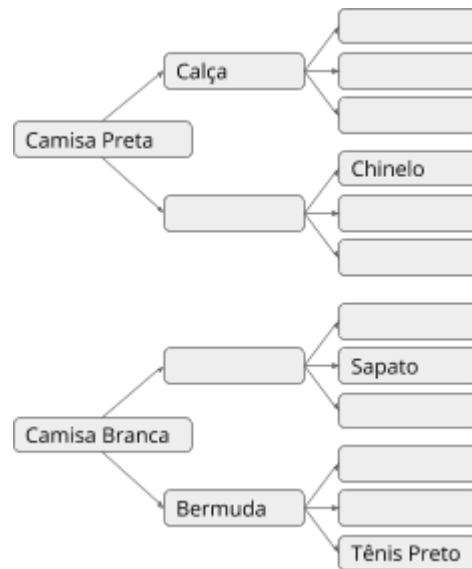 Calça
Camisa Preta
Chinelo
Sapato
Camisa Branca
Bermuda
Tênis Preto